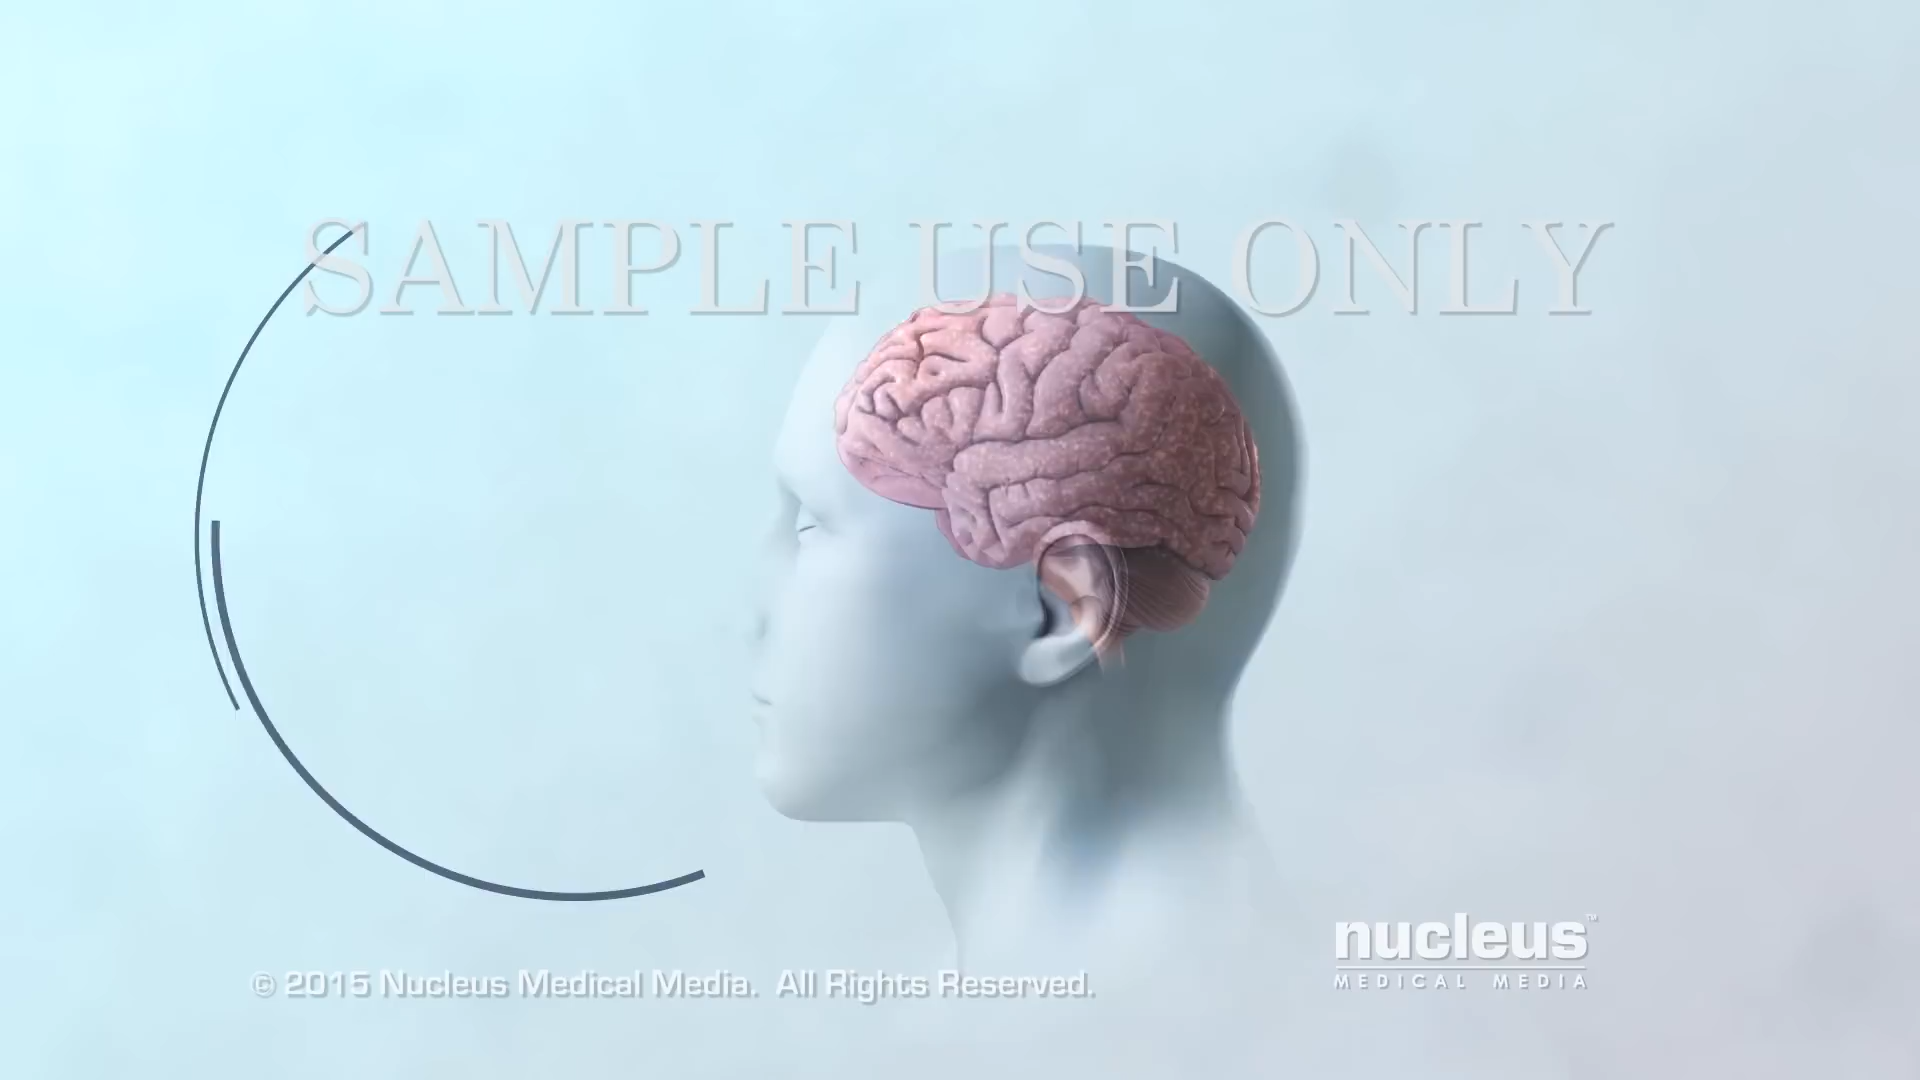 SAMPLE USE ONLY
nucleus™
MEDICAL MEDIA
© 2015 Nucleus Medical Media. All Rights Reserved.